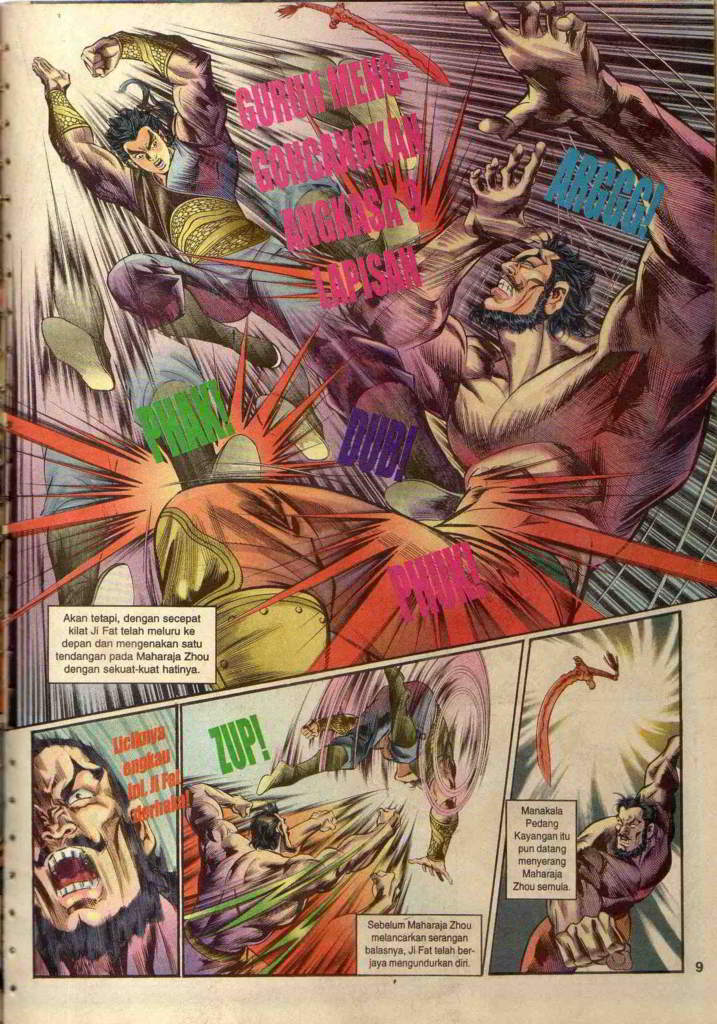 GURUH MENG-
GONCANGKAN
ANGKASA 9
LAPISAN
ARGGG!
PHAK!
DUB!
PHUK!
Akan tetapi, dengan secepat
kilat Ji Fat telah meluru ke
depan dan mengenakan satu
tendangan pada Maharaja Zhou
dengan sekuat-kuat hatinya.
Liciknya
angkau
ini, Ji Fat
derhaka!
ZUP!
Sebelum Maharaja Zhou
melancarkan serangan
balasnya, Ji Fat telah ber-
jaya mengundurkan diri.
Manakala
Pedang
Kayangan itu
pun datang
menyerang
Maharaja
Zhou semula.
9